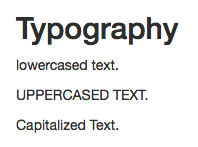 Typography
lowercased text.
UPPERCASED TEXT.
Capitalized Text.